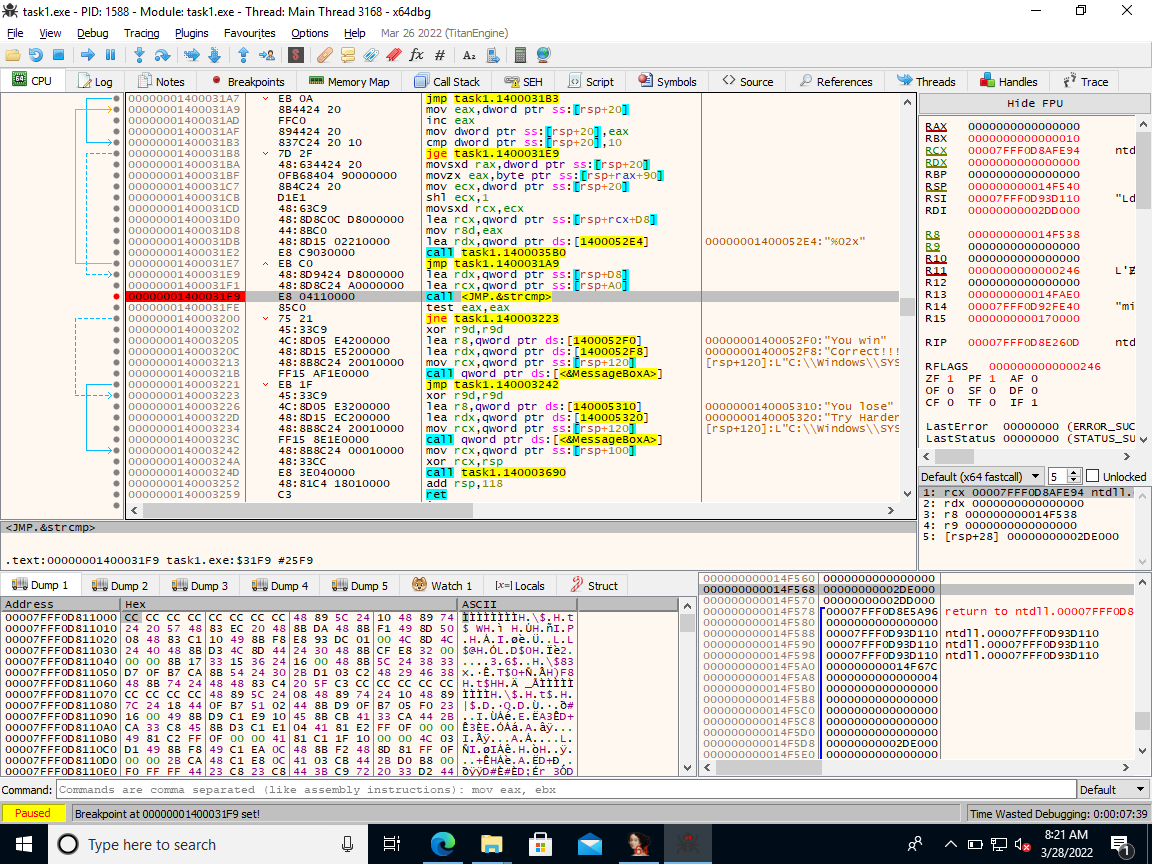 task1.exe - PID: 1588 - Module: task1.exe - Thread: Main Thread 3168 - x64dbg
File View Debug Tracing Plugins Favourites Options Help Mar 26 2022 (TitanEngine)
CPU Log Notes Breakpoints Memory Map Call Stack SEH Script Symbols Source References Threads Handles Trace
00000001400031A7 EB 0A jmp task1.1400031B3
00000001400031A9 8B4424 20 mov eax,dword ptr ss:[rsp+20]
00000001400031AD FFC0 inc eax
00000001400031AF 894424 20 mov dword ptr ss:[rsp+20],eax
00000001400031B3 837C24 20 10 cmp dword ptr ss:[rsp+20],10
00000001400031B8 7D 2F jge task1.1400031E9
00000001400031BA 48:634424 20 movsxd rax,dword ptr ss:[rsp+20]
00000001400031BF 0FB68404 90000000 movzx eax,byte ptr ss:[rsp+rax+90]
00000001400031C7 8B4C24 20 mov ecx,dword ptr ss:[rsp+20]
00000001400031CB D1E1 shl ecx,1
00000001400031CD 48:63C9 movsxd rcx,ecx
00000001400031D0 48:8D8C0C D8000000 lea rcx,qword ptr ss:[rsp+rcx+D8]
00000001400031D8 44:8BC0 mov r8d,eax
00000001400031DB 48:8D15 02210000 lea rdx,qword ptr ds:[1400052E4] 00000001400052E4:"%02x"
00000001400031E2 E8 C9030000 call task1.1400035B0
00000001400031E7 EB C0 jmp task1.1400031A9
00000001400031E9 48:8D9424 D8000000 lea rdx,qword ptr ss:[rsp+D8]
00000001400031F1 48:8D8C24 A0000000 lea rcx,qword ptr ss:[rsp+A0]
00000001400031F9 E8 04110000 call <JMP.&strcmp>
00000001400031FE 85C0 test eax,eax
0000000140003200 75 21 jne task1.140003223
0000000140003202 45:33C9 xor r9d,r9d
0000000140003205 4C:8D05 E4200000 lea r8,qword ptr ds:[1400052F0] 00000001400052F0:"You win"
000000014000320C 48:8D15 E5200000 lea rdx,qword ptr ds:[1400052F8] 00000001400052F8:"Correct!!!
0000000140003213 48:8B8C24 20010000 mov rcx,qword ptr ss:[rsp+120] [rsp+120]:L"C:\\Windows\\SYS
000000014000321B FF15 AF1E0000 call qword ptr ds:[<&MessageBoxA>]
0000000140003221 EB 1F jmp task1.140003242
0000000140003223 45:33C9 xor r9d,r9d
0000000140003226 4C:8D05 E3200000 lea r8,qword ptr ds:[140005310] 0000000140005310:"You lose"
000000014000322D 48:8D15 EC200000 lea rdx,qword ptr ds:[140005320] 0000000140005320:"Try Harder
0000000140003234 48:8B8C24 20010000 mov rcx,qword ptr ss:[rsp+120] [rsp+120]:L"C:\\Windows\\SYS
000000014000323C FF15 8E1E0000 call qword ptr ds:[<&MessageBoxA>]
0000000140003242 48:8B8C24 00010000 mov rcx,qword ptr ss:[rsp+100]
000000014000324A 48:33CC xor rcx,rsp
000000014000324D E8 3E040000 call task1.140003690
0000000140003252 48:81C4 18010000 add rsp,118
0000000140003259 C3 ret
Hide FPU
RAX 0000000000000000
RBX 0000000000000010
RCX 00007FFF0D8AFE94 ntd
RDX 0000000000000000
RBP 0000000000000000
RSP 000000000014F540
RSI 00007FFF0D93D110 "Ld
RDI 00000000002DD000
R8 000000000014F538
R9 0000000000000000
R10 0000000000000000
R11 0000000000000246
R12 0000000000000000
R13 000000000014FAE0
R14 00007FFF0D92FE40 "mi
R15 0000000000170000
RIP 00007FFF0D8E260D ntd
RFLAGS 0000000000000246
ZF 1 PF 1 AF 0
OF 0 SF 0 DF 0
CF 0 TF 0 IF 1
LastError 00000000 (ERROR_SUC
LastStatus 00000000 (STATUS_SU
Default (x64 fastcall) 5 Unlocked
1: rcx 00007FFF0D8AFE94 ntdll.
2: rdx 0000000000000000
3: r8 000000000014F538
4: r9 0000000000000000
5: [rsp+28] 00000000002DE000
<JMP.&strcmp>
.text:00000001400031F9 task1.exe:$31F9 #25F9
Dump 1 Dump 2 Dump 3 Dump 4 Dump 5 Watch 1 [x=] Locals Struct
Address Hex ASCII
00007FFF0D811000 CC CC CC CC CC CC CC CC 48 89 5C 24 10 48 89 74
00007FFF0D811010 24 20 57 48 83 EC 20 48 8B DA 48 8B F1 49 8D 50
00007FFF0D811020 08 48 83 C1 10 49 8B F8 E8 93 DC 01 00 4C 8D 4C
00007FFF0D811030 24 40 48 8B D3 4C 8D 44 24 30 48 8B CF E8 32 00
00007FFF0D811040 00 00 8B 17 33 15 36 24 16 00 48 8B 5C 24 38 33
00007FFF0D811050 D7 0F B7 CA 8B 54 24 30 2B D1 03 C2 48 29 46 38
00007FFF0D811060 48 8B 74 24 48 48 83 C4 20 5F C3 CC CC CC CC CC
00007FFF0D811070 CC CC CC CC 48 89 5C 24 08 48 89 74 24 10 48 89
00007FFF0D811080 7C 24 18 44 0F B7 51 02 44 8B D9 0F B7 05 F0 23
00007FFF0D811090 16 00 49 8B D9 C1 E9 10 45 8B CB 41 33 CA 44 2B
00007FFF0D8110A0 CA 33 C8 45 8B D3 C1 E1 04 41 81 E2 FF 0F 00 00
00007FFF0D8110B0 49 81 C2 FF 0F 00 00 41 81 C1 1F 10 00 00 4C 03
00007FFF0D8110C0 D1 49 8B F8 49 C1 EA 0C 48 8B F2 48 8D 81 FF 0F
00007FFF0D8110D0 00 00 2B CA 48 C1 E8 0C 41 03 CB 44 2B D0 B8 00
00007FFF0D8110E0 F0 FF FF 44 23 C8 23 C8 44 3B C9 72 20 33 D2 44
000000000014F560 0000000000000000
000000000014F568 00000000002DE000
000000000014F570 00000000002DD000
000000000014F578 00007FFF0D8E5A96 return to ntdll.00007FFF0D8
000000000014F580 0000000000000000
000000000014F588 00007FFF0D93D110 ntdll.00007FFF0D93D110
000000000014F590 00007FFF0D93D110 ntdll.00007FFF0D93D110
000000000014F598 00007FFF0D93D110 ntdll.00007FFF0D93D110
000000000014F5A0 000000000014F67C
000000000014F5A8 0000000000000004
000000000014F5B0 0000000000000000
000000000014F5B8 0000000000000000
000000000014F5C0 0000000000000000
000000000014F5C8 0000000000000000
000000000014F5D0 0000000000000000
000000000014F5D8 00000000002DE000
000000000014F5E0 0000000000000000
Command: Commands are comma separated (like assembly instructions): mov eax, ebx Default
Paused Breakpoint at 00000001400031F9 set! Time Wasted Debugging: 0:00:07:39
Type here to search
8:21 AM
3/28/2022
1